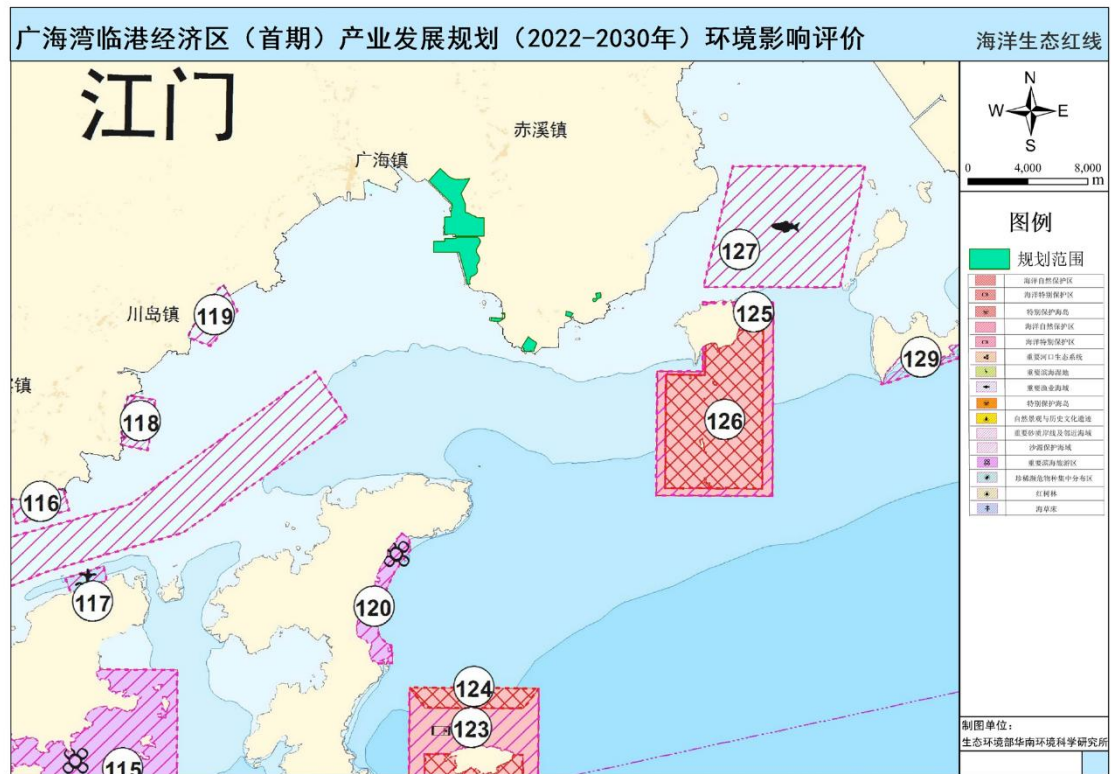 广海湾临港经济区（首期）产业发展规划（2022-2030年）环境影响评价
海洋生态红线
江门
赤溪镇
广海镇
川岛镇
镇
127
125
126
129
119
118
116
117
120
124
123
115
N
W
E
S
0 4,000 8,000
m
图例
规划范围
海洋自然保护区
海洋特别保护区
特别保护海岛
海洋自然保护区
海洋特别保护区
重要河口生态系统
重要滨海湿地
重要渔业海域
特别保护海岛
自然景观与历史文化遗迹
重要砂质岸线及邻近海域
沙源保护海域
重要滨海旅游区
珍稀濒危物种集中分布区
红树林
海草床
制图单位：
生态环境部华南环境科学研究所